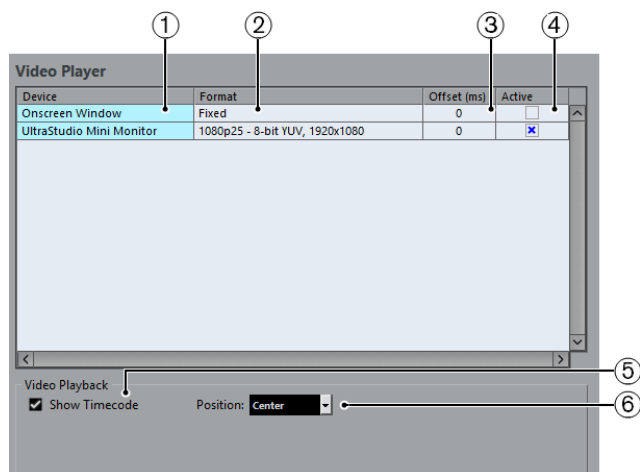 ① ② ③ ④
Video Player
Device Format Offset (ms) Active
Onscreen Window Fixed 0
UltraStudio Mini Monitor 1080p25 - 8-bit YUV, 1920x1080 0
⑤
Video Playback
Show Timecode Position: Center ⑥